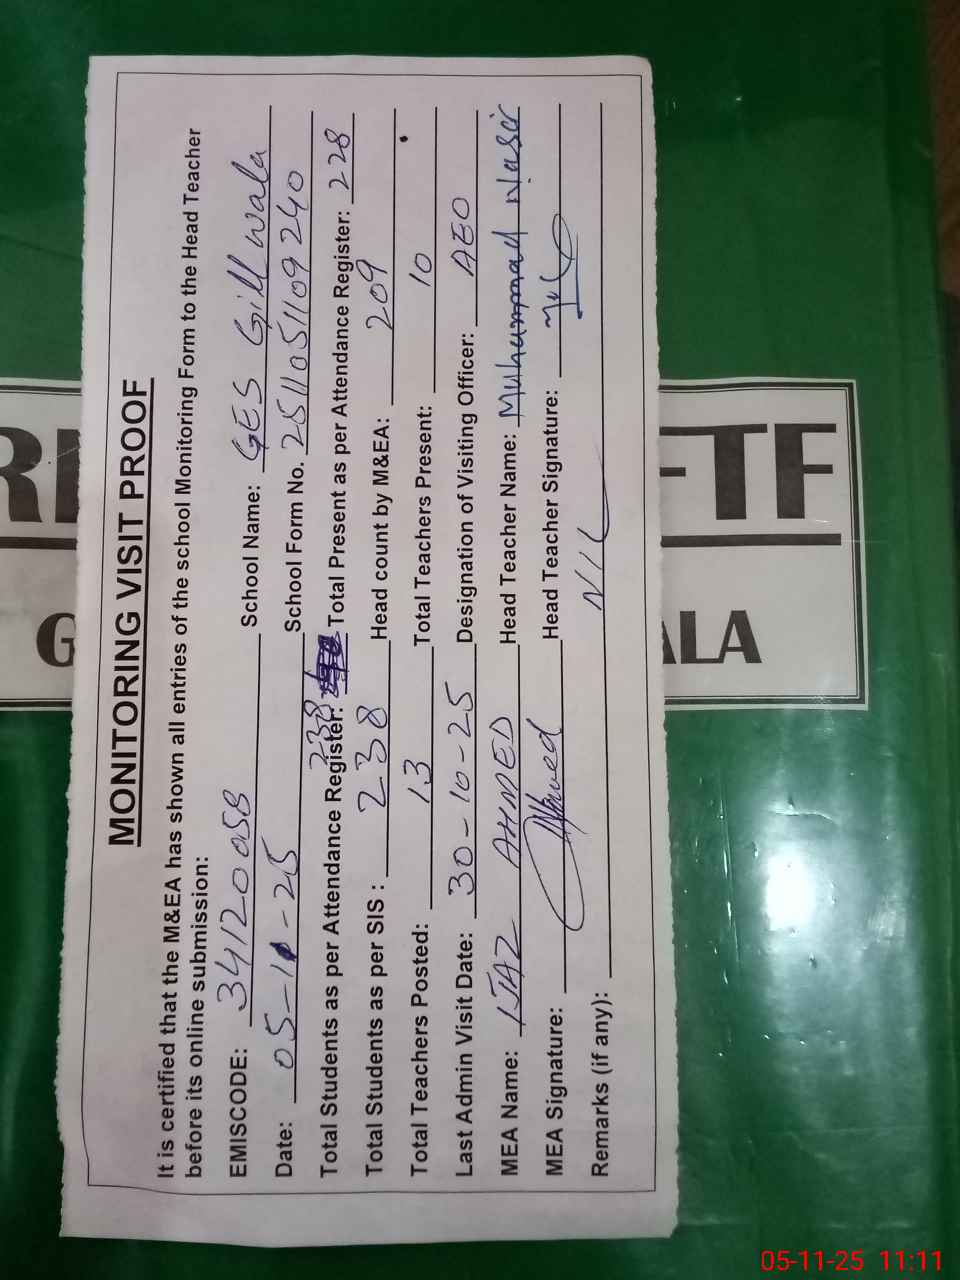 MONITORING VISIT PROOF
It is certified that the M&EA has shown all entries of the school Monitoring Form to the Head Teacher
before its online submission:
EMISCODE: 34120058 School Name: GES Gill wala
Date: 05-11-25 School Form No. 2511051109240
Total Students as per Attendance Register: 238 Total Present as per Attendance Register: 228
Total Students as per SIS : 238 Head count by M&EA: 209
Total Teachers Posted: 13 Total Teachers Present: 10
Last Admin Visit Date: 30-10-25 Designation of Visiting Officer: AEO
MEA Name: IJAZ AHMED Head Teacher Name: Muhammad Nasir
MEA Signature: Head Teacher Signature:
Remarks (if any): NIL
FTF
ALA
05-11-25 11:11